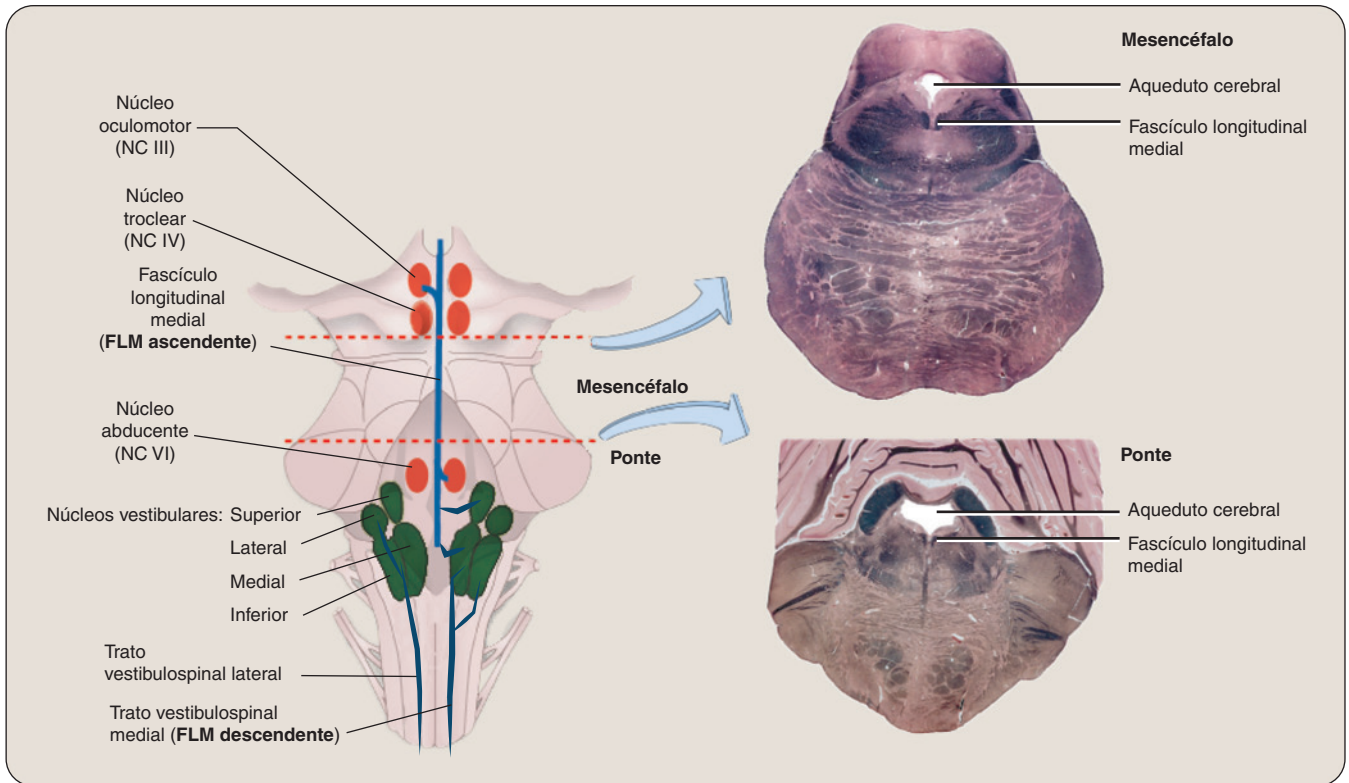 Núcleo
oculomotor
(NC III)
Núcleo
troclear
(NC IV)
Fascículo
longitudinal
medial
(FLM ascendente)
Núcleo
abducente
(NC VI)
Núcleos vestibulares: Superior
Lateral
Medial
Inferior
Trato
vestibulospinal lateral
Trato vestibulospinal
medial (FLM descendente)
Mesencéfalo
Ponte
Mesencéfalo
Aqueduto cerebral
Fascículo longitudinal
medial
Ponte
Aqueduto cerebral
Fascículo longitudinal
medial